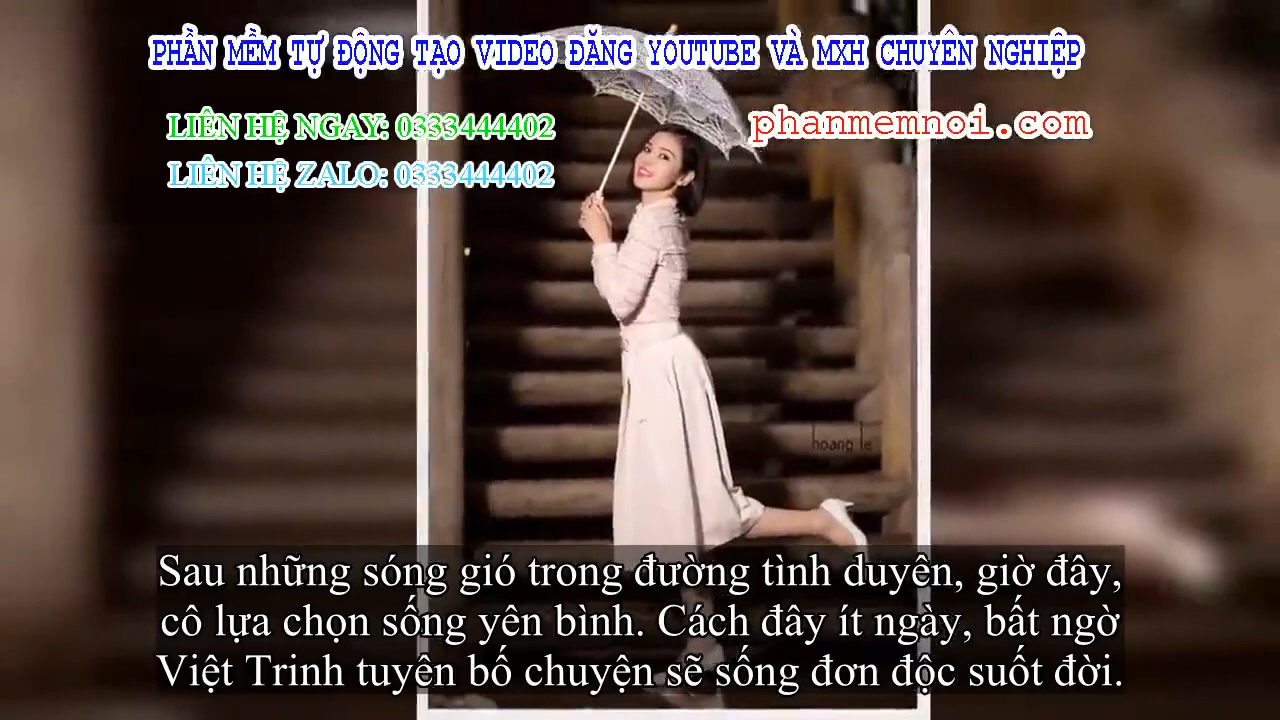 PHẦN MỀM TỰ ĐỘNG TẠO VIDEO ĐĂNG YOUTUBE VÀ MXH CHUYÊN NGHIỆP
LIÊN HỆ NGAY: 0333444402
phanmemnoi.com
LIÊN HỆ ZALO: 0333444402
hoang le
Sau những sóng gió trong đường tình duyên, giờ đây,
cô lựa chọn sống yên bình. Cách đây ít ngày, bất ngờ
Việt Trinh tuyên bố chuyện sẽ sống đơn độc suốt đời.